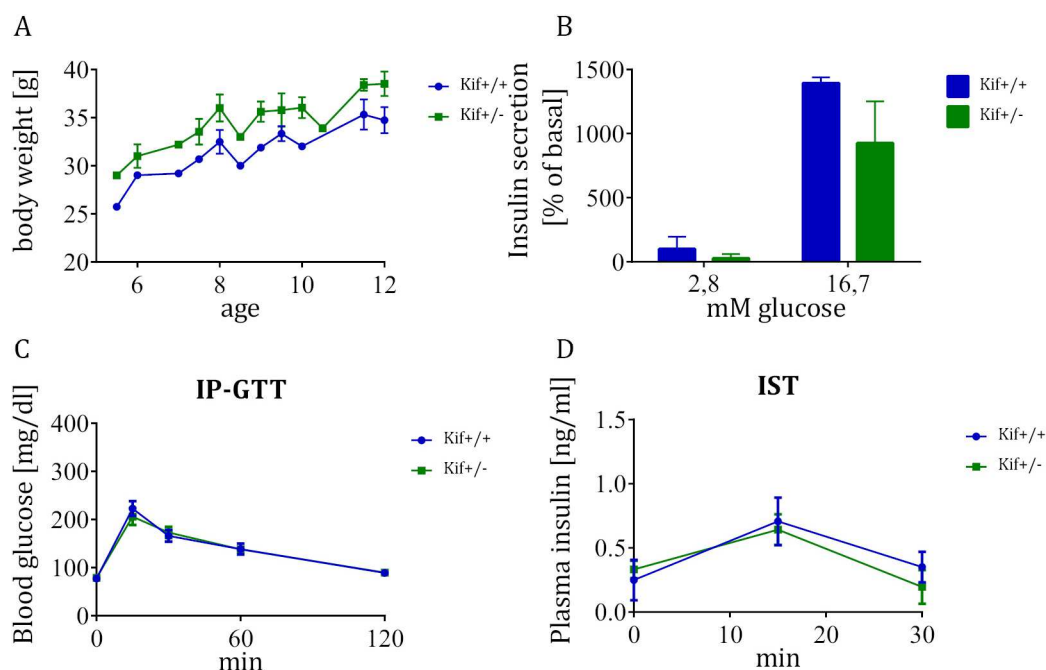 A
body weight [g]
40
35
30
25
20
6
8
10
12
age
Kif+/+
Kif+/-
B
Insulin secretion
[% of basal]
1500
1000
500
0
2,8
16,7
mM glucose
Kif+/+
Kif+/-
C
IP-GTT
Blood glucose [mg/dl]
400
300
200
100
0
0
60
120
min
Kif+/+
Kif+/-
D
IST
Plasma insulin [ng/ml]
1.5
1.0
0.5
0.0
0
10
20
30
min
Kif+/+
Kif+/-